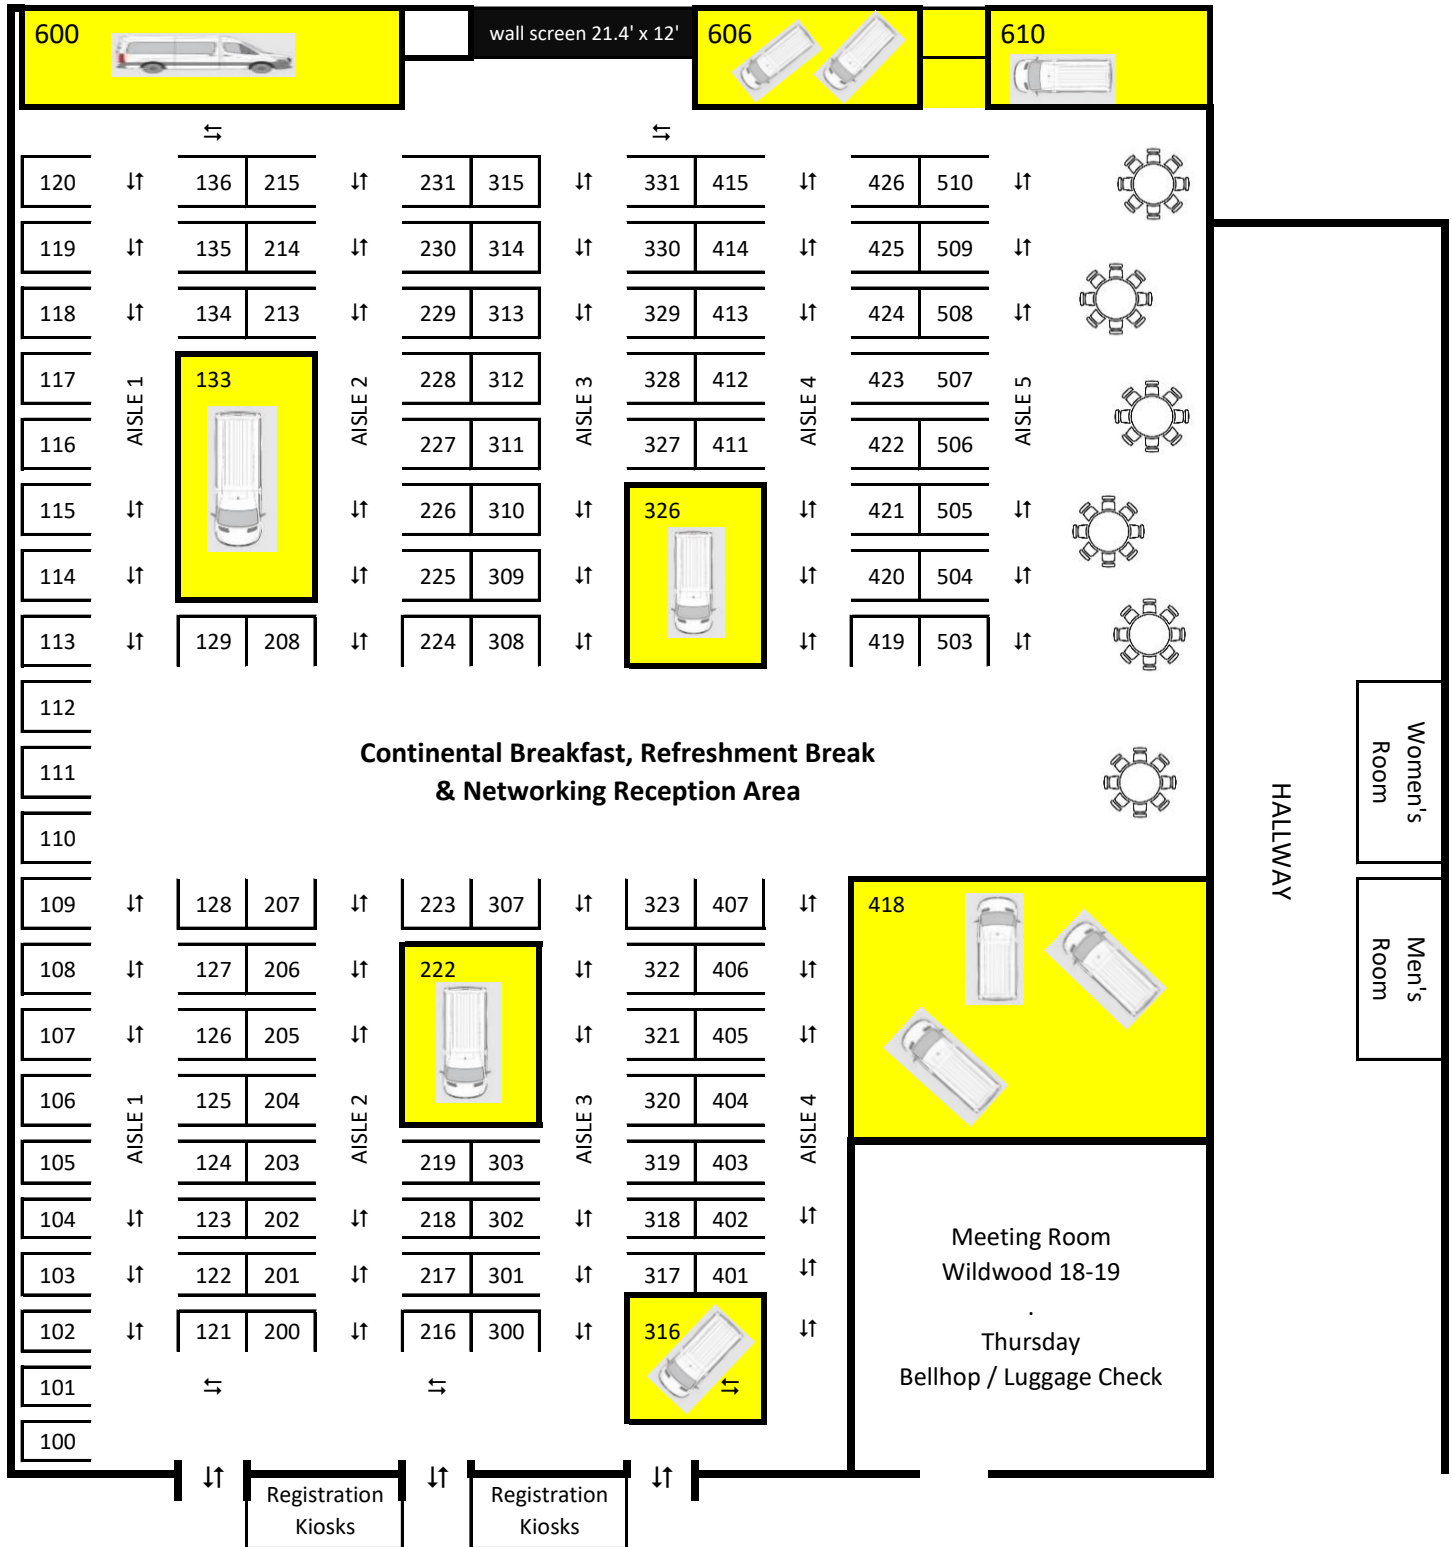 600
wall screen 21.4' x 12'
606
610
120 136 215 231 315 331 415 426 510
119 135 214 230 314 330 414 425 509
118 134 213 229 313 329 413 424 508
117 AISLE 1 133 AISLE 2 228 312 AISLE 3 328 412 AISLE 4 423 507 AISLE 5
116 227 311 327 411 422 506
115 226 310 326 421 505
114 225 309 420 504
113 129 208 224 308 419 503
112
Continental Breakfast, Refreshment Break
& Networking Reception Area
111
110
HALLWAY
Women's
Room
Men's
Room
109 128 207 223 307 323 407 418
108 127 206 222 322 406
107 126 205 321 405
106 AISLE 1 125 204 AISLE 2 AISLE 3 320 404 AISLE 4
105 124 203 219 303 319 403
104 123 202 218 302 318 402
103 122 201 217 301 317 401
102 121 200 216 300 316
101
100
Meeting Room
Wildwood 18-19
.
Thursday
Bellhop / Luggage Check
Registration
Kiosks
Registration
Kiosks